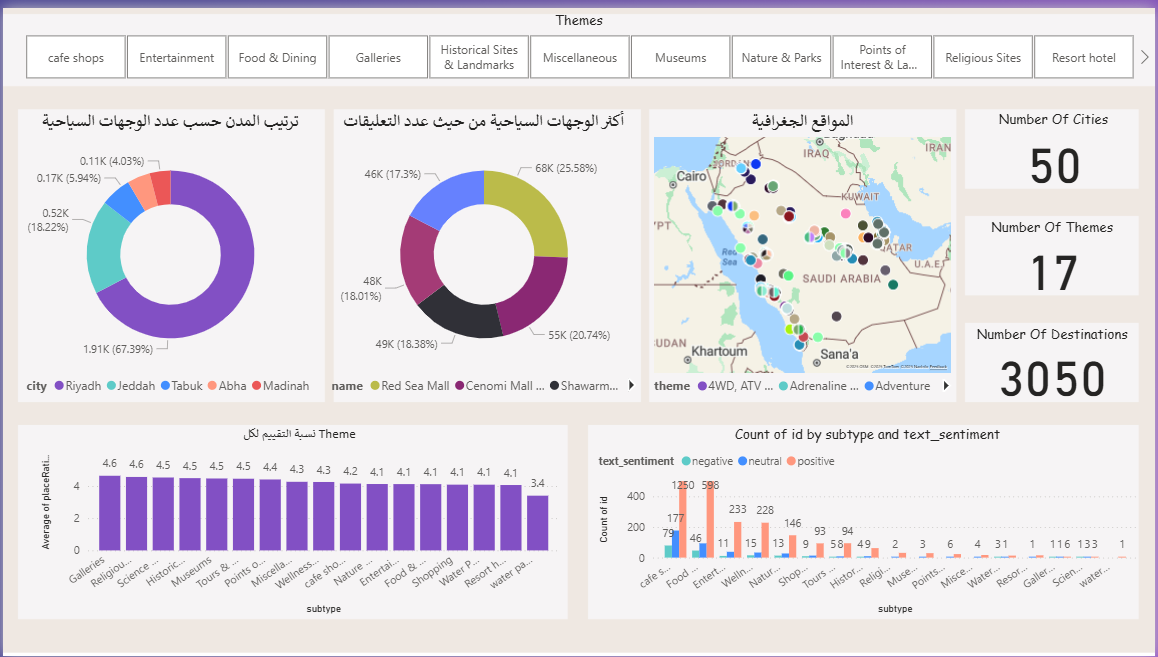 Themes
cafe shops
Entertainment
Food & Dining
Galleries
Historical Sites
& Landmarks
Miscellaneous
Museums
Nature & Parks
Points of
Interest & La...
Religious Sites
Resort hotel
ترتيب المدن حسب عدد الوجهات السياحية
0.11K (4.03%)
0.17K (5.94%)
0.52K
(18.22%)
1.91K (67.39%)
city Riyadh Jeddah Tabuk Abha Madinah
أكثر الوجهات السياحية من حيث عدد التعليقات
46K (17.3%)
68K (25.58%)
48K
(18.01%)
49K (18.38%)
55K (20.74%)
name Red Sea Mall Cenomi Mall ... Shawarm...
المواقع الجغرافية
IRAQ
IRAN
Cairo
KUWAIT
Red
Sea
QATAR
U.A.E.
SAUDI ARABIA
UDAN
Khartoum
Sana'a
theme 4WD, ATV ... Adrenaline ... Adventure
Number Of Cities
50
Number Of Themes
17
Number Of Destinations
3050
نسبة التقييم لكل Theme
Average of placeRati...
4
2
0
4.6 4.6 4.5 4.5 4.5 4.5 4.4 4.3 4.3 4.2 4.1 4.1 4.1 4.1 4.1 4.1 3.4
Galleries
Religiou...
Science ...
Historic...
Museums
Tours & ...
Points o...
Miscella...
Wellness...
cafe sho...
Nature ...
Entertai...
Food & ...
Shopping
Water P...
Resort h...
water pa...
subtype
Count of id by subtype and text_sentiment
text_sentiment negative neutral positive
Count of id
400
200
0
79 177 1250 46 598 11 233 15 228 13 146 9 93 58 94 49 2 3 6 4 31 1 116 133 1
cafe s...
Food ...
Entert...
Welln...
Natur...
Shop...
Tours ...
Histor...
Religi...
Muse...
Points...
Misce...
Water...
Resor...
Galler...
Scien...
water...
subtype